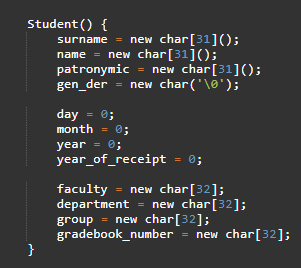 Student() {
surname = new char[31]();
name = new char[31]();
patronymic = new char[31]();
gen_der = new char('\0');
day = 0;
month = 0;
year = 0;
year_of_receipt = 0;
faculty = new char[32];
department = new char[32];
group = new char[32];
gradebook_number = new char[32];
}